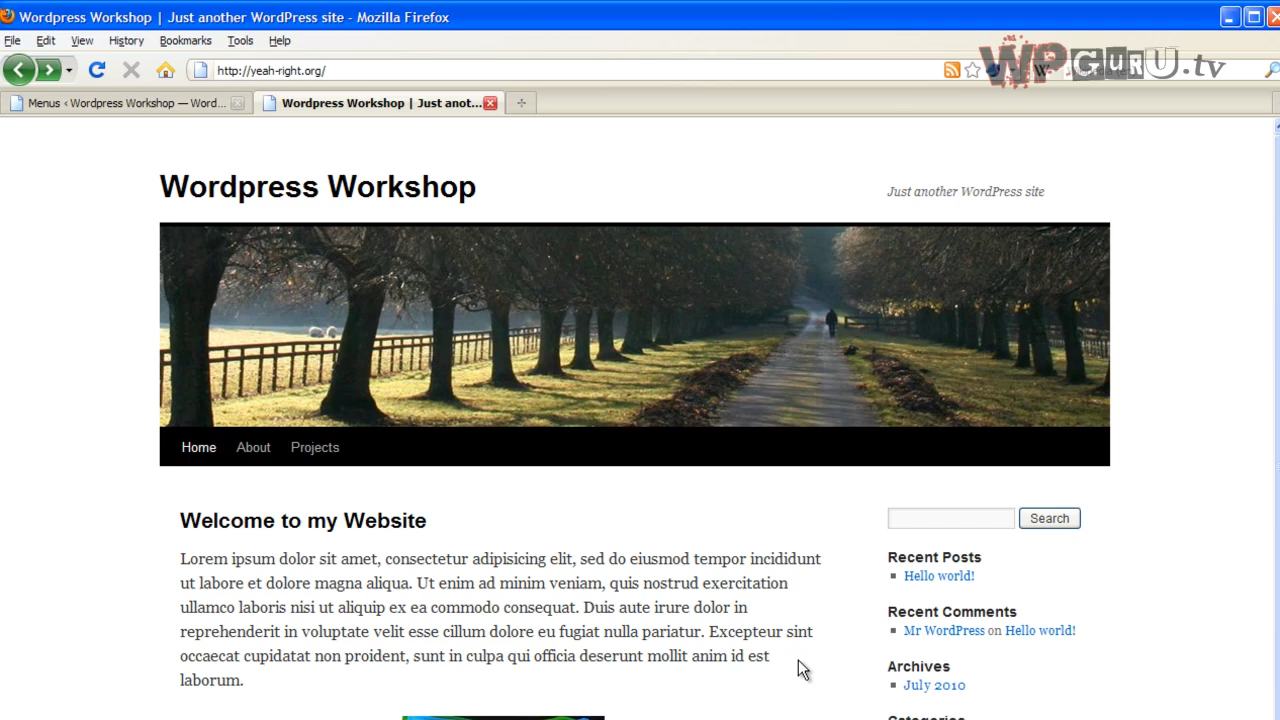 Wordpress Workshop | Just another WordPress site - Mozilla Firefox
File Edit View History Bookmarks Tools Help
http://yeah-right.org/
WPGURU.tv
Menus ‹ Wordpress Workshop — Word...
Wordpress Workshop | Just anot...
Wordpress Workshop
Just another WordPress site
Home About Projects
Welcome to my Website
Lorem ipsum dolor sit amet, consectetur adipisicing elit, sed do eiusmod tempor incididunt
ut labore et dolore magna aliqua. Ut enim ad minim veniam, quis nostrud exercitation
ullamco laboris nisi ut aliquip ex ea commodo consequat. Duis aute irure dolor in
reprehenderit in voluptate velit esse cillum dolore eu fugiat nulla pariatur. Excepteur sint
occaecat cupidatat non proident, sunt in culpa qui officia deserunt mollit anim id est
laborum.
Search
Recent Posts
Hello world!
Recent Comments
Mr WordPress on Hello world!
Archives
July 2010
Categories